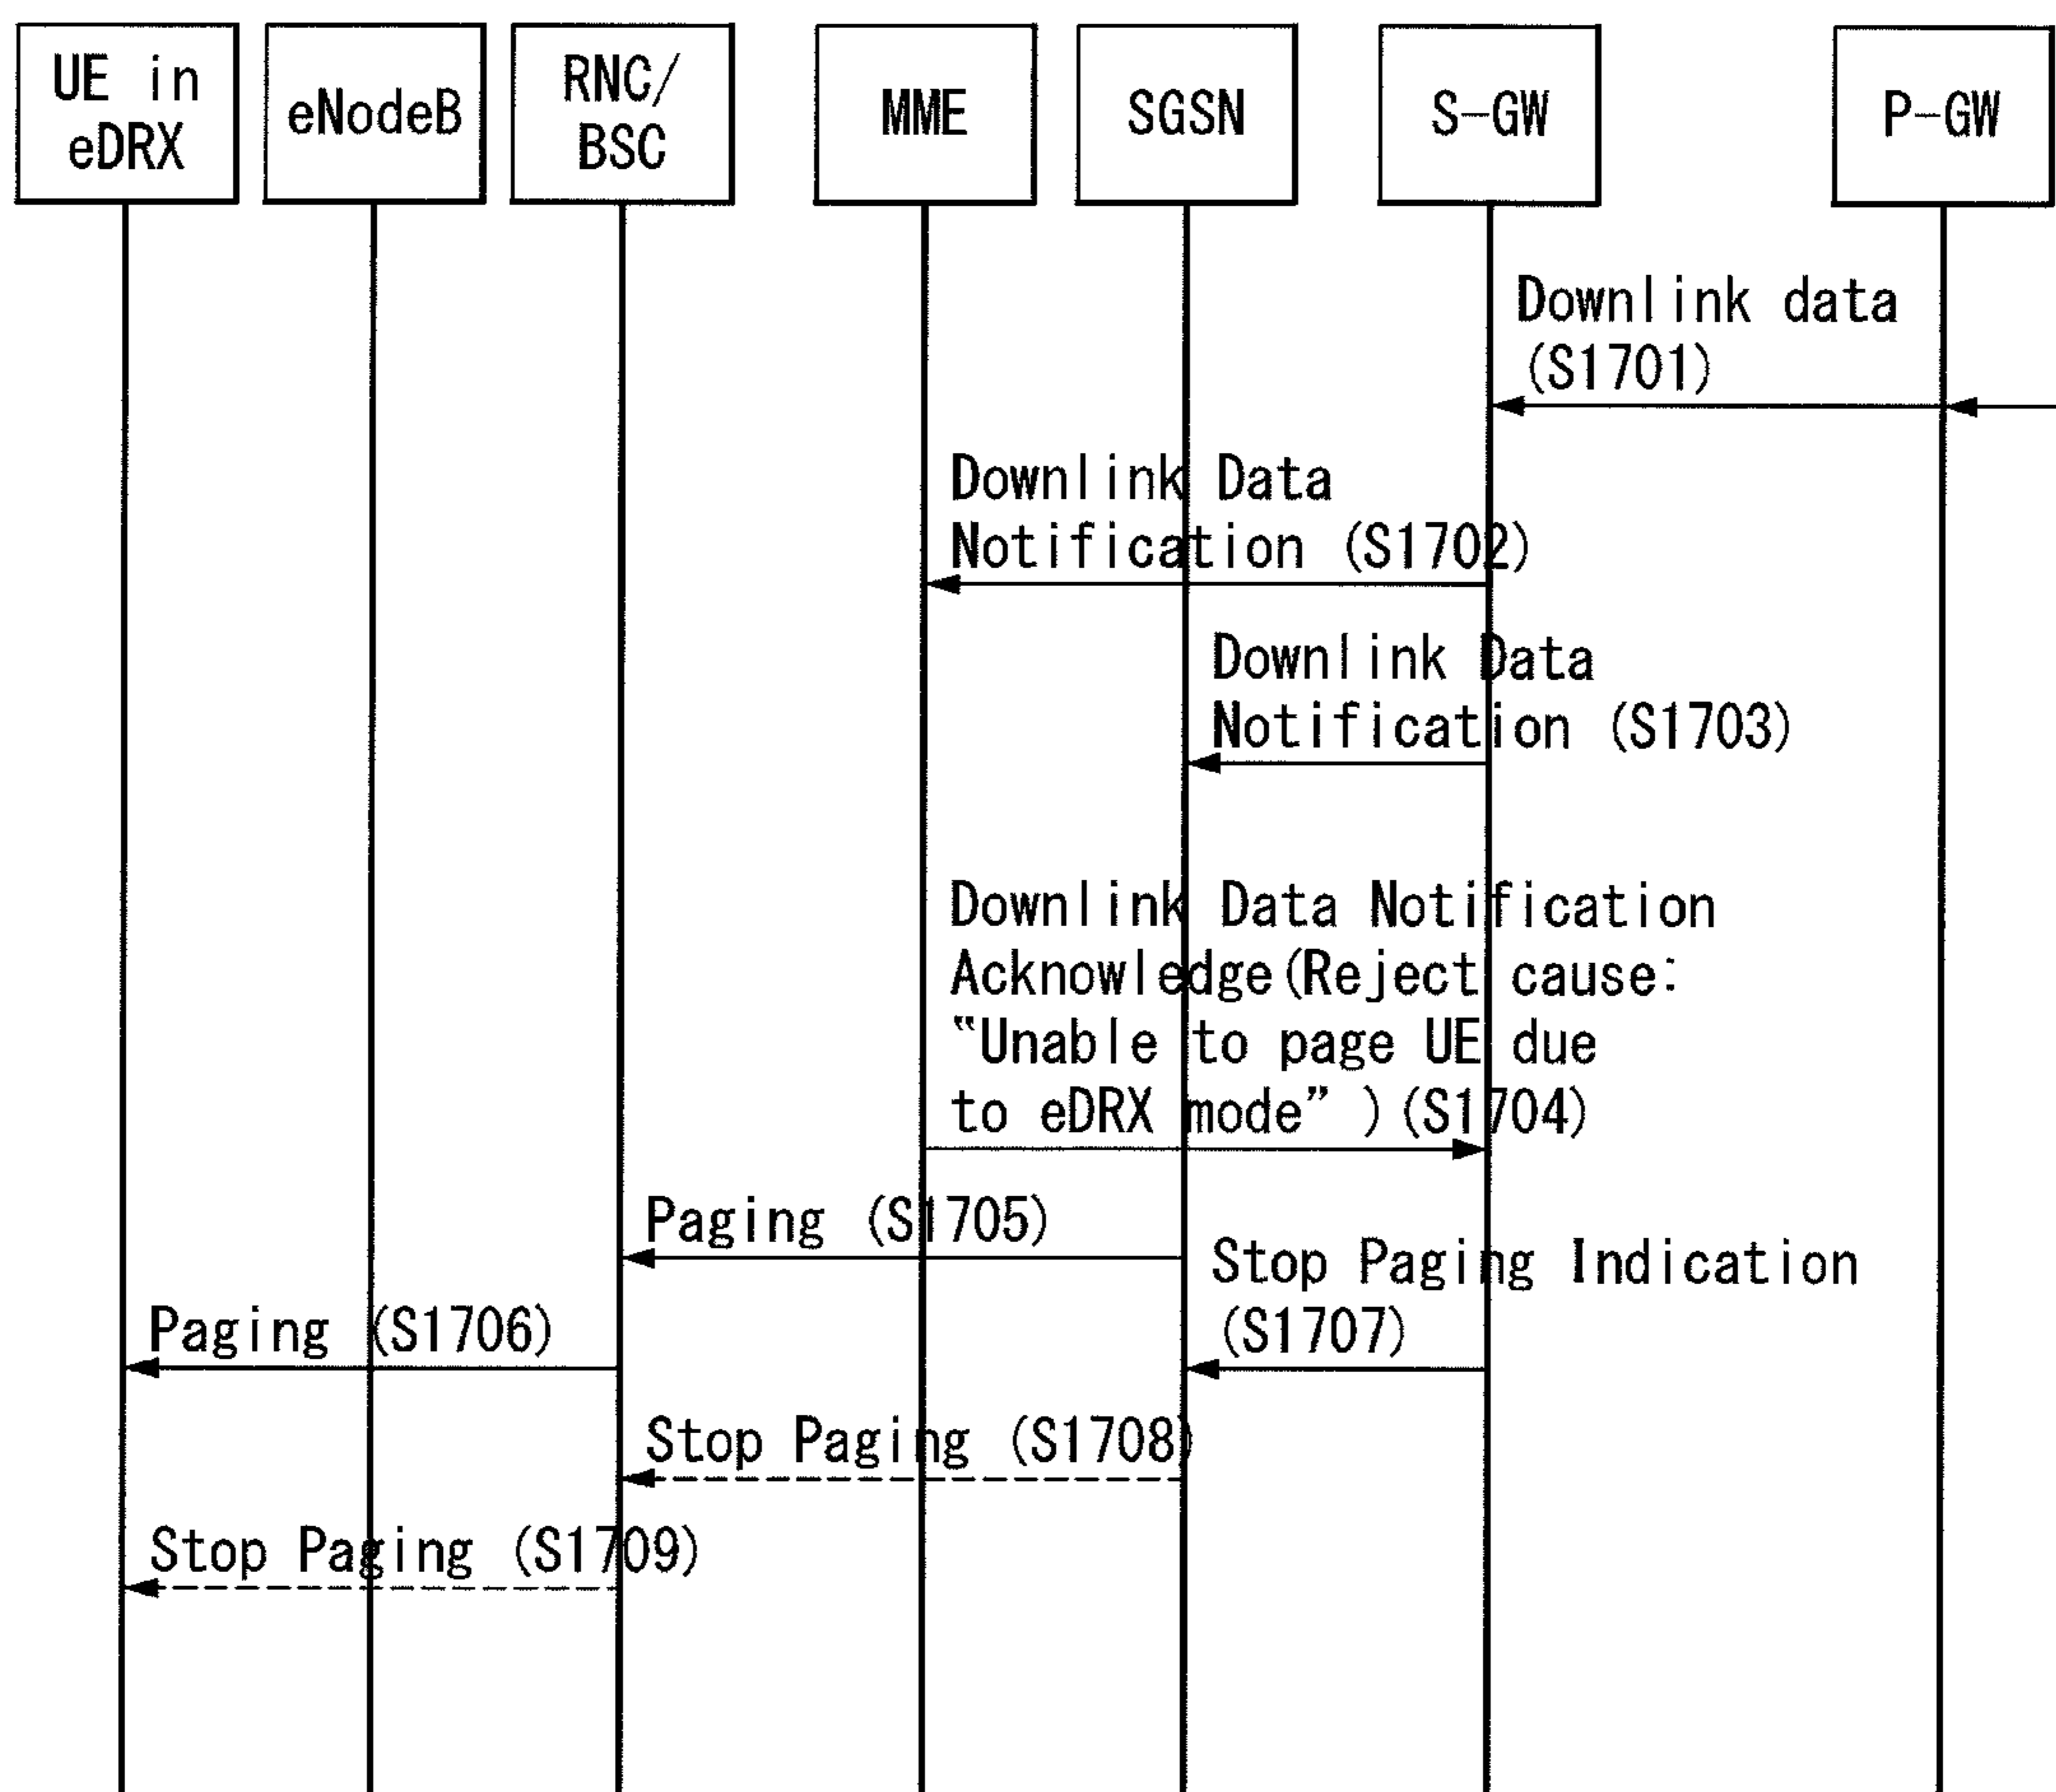 UE in
eDRX
eNodeB
RNC/
BSC
MME
SGSN
S-GW
P-GW
Downlink data
(S1701)
Downlink Data
Notification (S1702)
Downlink Data
Notification (S1703)
Downlink Data Notification
Acknowledge(Reject cause:
“Unable to page UE due
to eDRX mode” )(S1704)
Paging (S1705)
Stop Paging Indication
(S1707)
Paging (S1706)
Stop Paging (S1708)
Stop Paging (S1709)